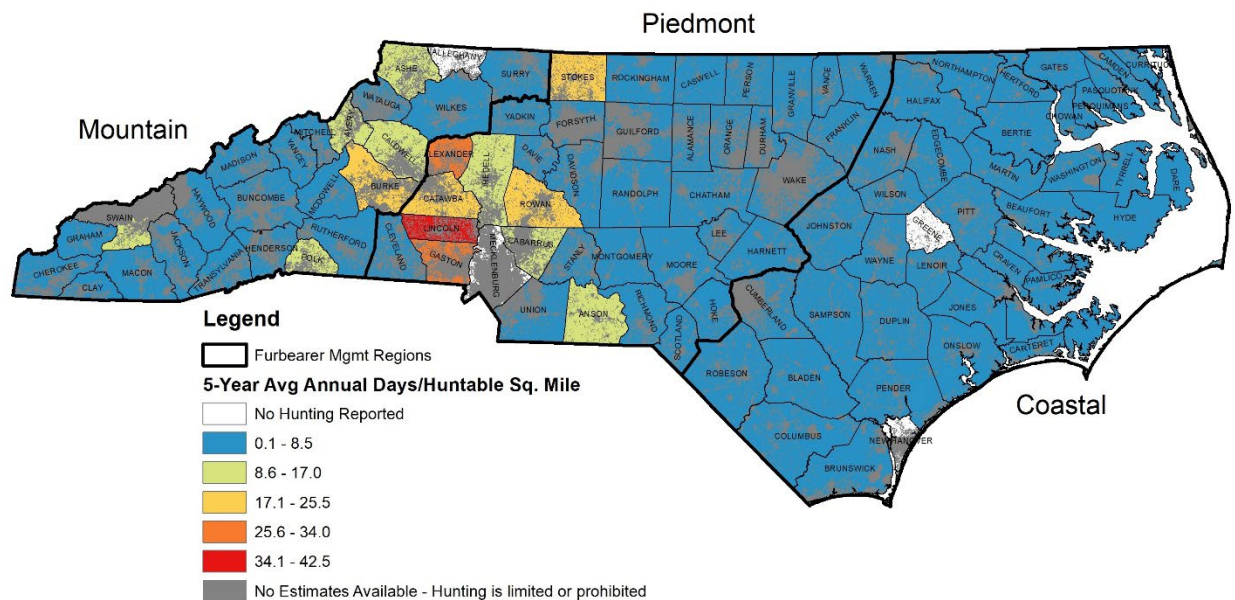 Piedmont
Mountain
Coastal
ALLEGHANY
ASHE
SURRY
STOKES
ROCKINGHAM
CASWELL
PERSON
GRANVILLE
VANCE
WARREN
NORTHAMPTON
HERTFORD
GATES
CAMDEN
CURRITUCK
PASQUOTANK
PERQUIMANS
CHOWAN
WATAUGA
WILKES
YADKIN
FORSYTH
GUILFORD
ALAMANCE
ORANGE
DURHAM
FRANKLIN
HALIFAX
BERTIE
MITCHELL
AVERY
CALDWELL
ALEXANDER
IREDELL
DAVIE
DAVIDSON
RANDOLPH
CHATHAM
WAKE
NASH
EDGECOMBE
MARTIN
WASHINGTON
TYRRELL
DARE
MADISON
YANCEY
BURKE
CATAWBA
ROWAN
WILSON
PITT
BEAUFORT
HYDE
SWAIN
HAYWOOD
BUNCOMBE
MCDOWELL
LINCOLN
CABARRUS
LEE
JOHNSTON
GREENE
GRAHAM
JACKSON
HENDERSON
RUTHERFORD
CLEVELAND
GASTON
MECKLENBURG
STANLY
MONTGOMERY
MOORE
HARNETT
WAYNE
LENOIR
CRAVEN
PAMLICO
CHEROKEE
MACON
CLAY
TRANSYLVANIA
POLK
UNION
ANSON
RICHMOND
SCOTLAND
HOKE
CUMBERLAND
SAMPSON
DUPLIN
JONES
CARTERET
ONSLOW
ROBESON
BLADEN
PENDER
COLUMBUS
NEW HANOVER
BRUNSWICK
Legend
Furbearer Mgmt Regions
5-Year Avg Annual Days/Huntable Sq. Mile
No Hunting Reported
0.1 - 8.5
8.6 - 17.0
17.1 - 25.5
25.6 - 34.0
34.1 - 42.5
No Estimates Available - Hunting is limited or prohibited